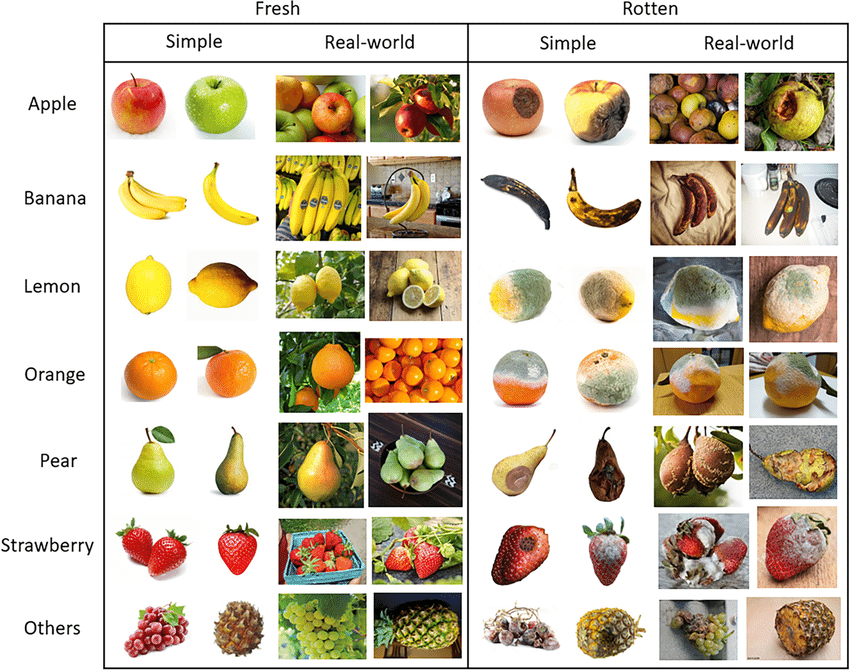 Fresh Rotten
Simple Real-world Simple Real-world
Apple
Banana
Lemon
Orange
Pear
Strawberry
Others